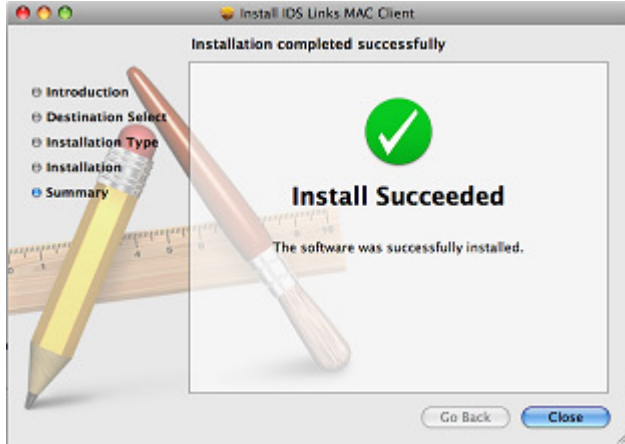 Install IDS Links MAC Client
Installation completed successfully
Introduction
Destination Select
Installation Type
Installation
Summary
Install Succeeded
The software was successfully installed.
Go Back
Close